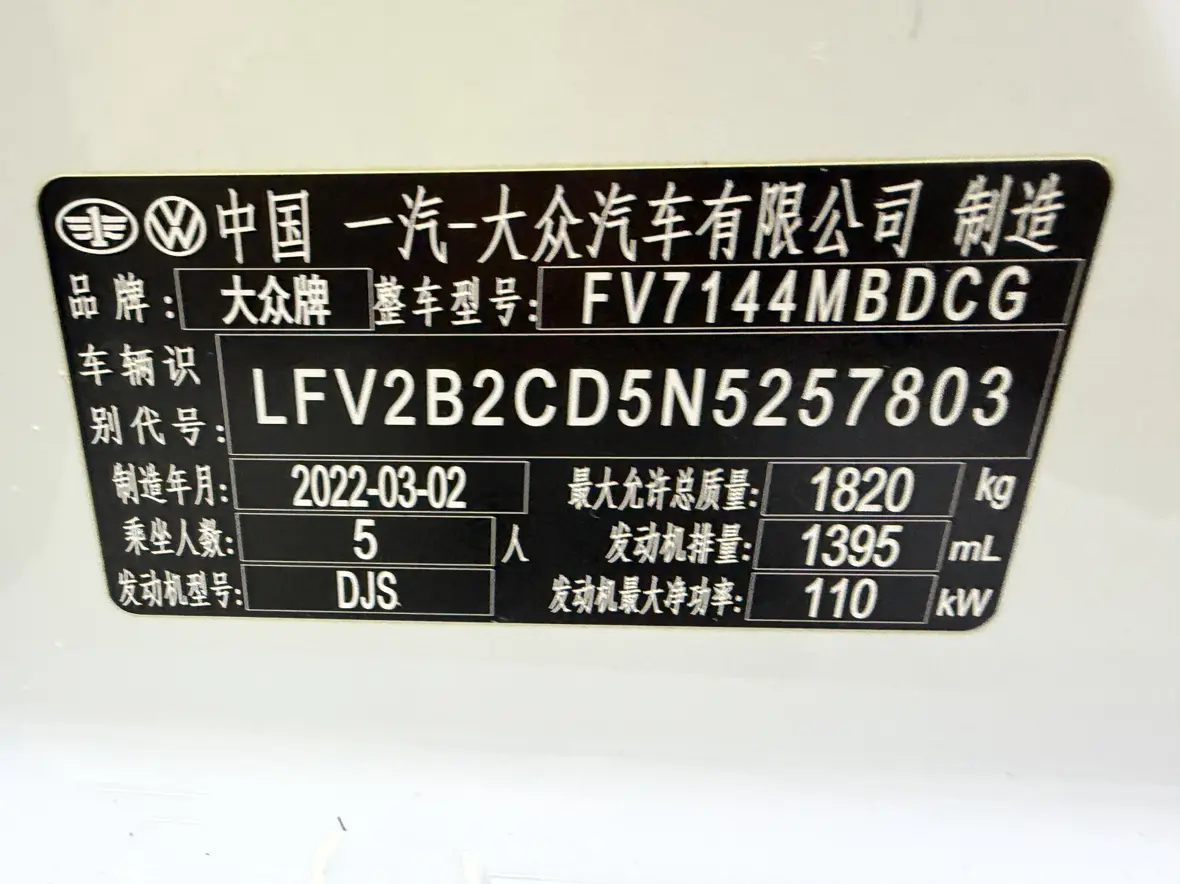 中国 一汽-大众汽车有限公司 制造
品牌: 大众牌 整车型号: FV7144MBDCG
车辆识别代号: LFV2B2CD5N5257803
制造年月: 2022-03-02 最大允许总质量: 1820 kg
乘坐人数: 5 人 发动机排量: 1395 mL
发动机型号: DJS 发动机最大净功率: 110 kW